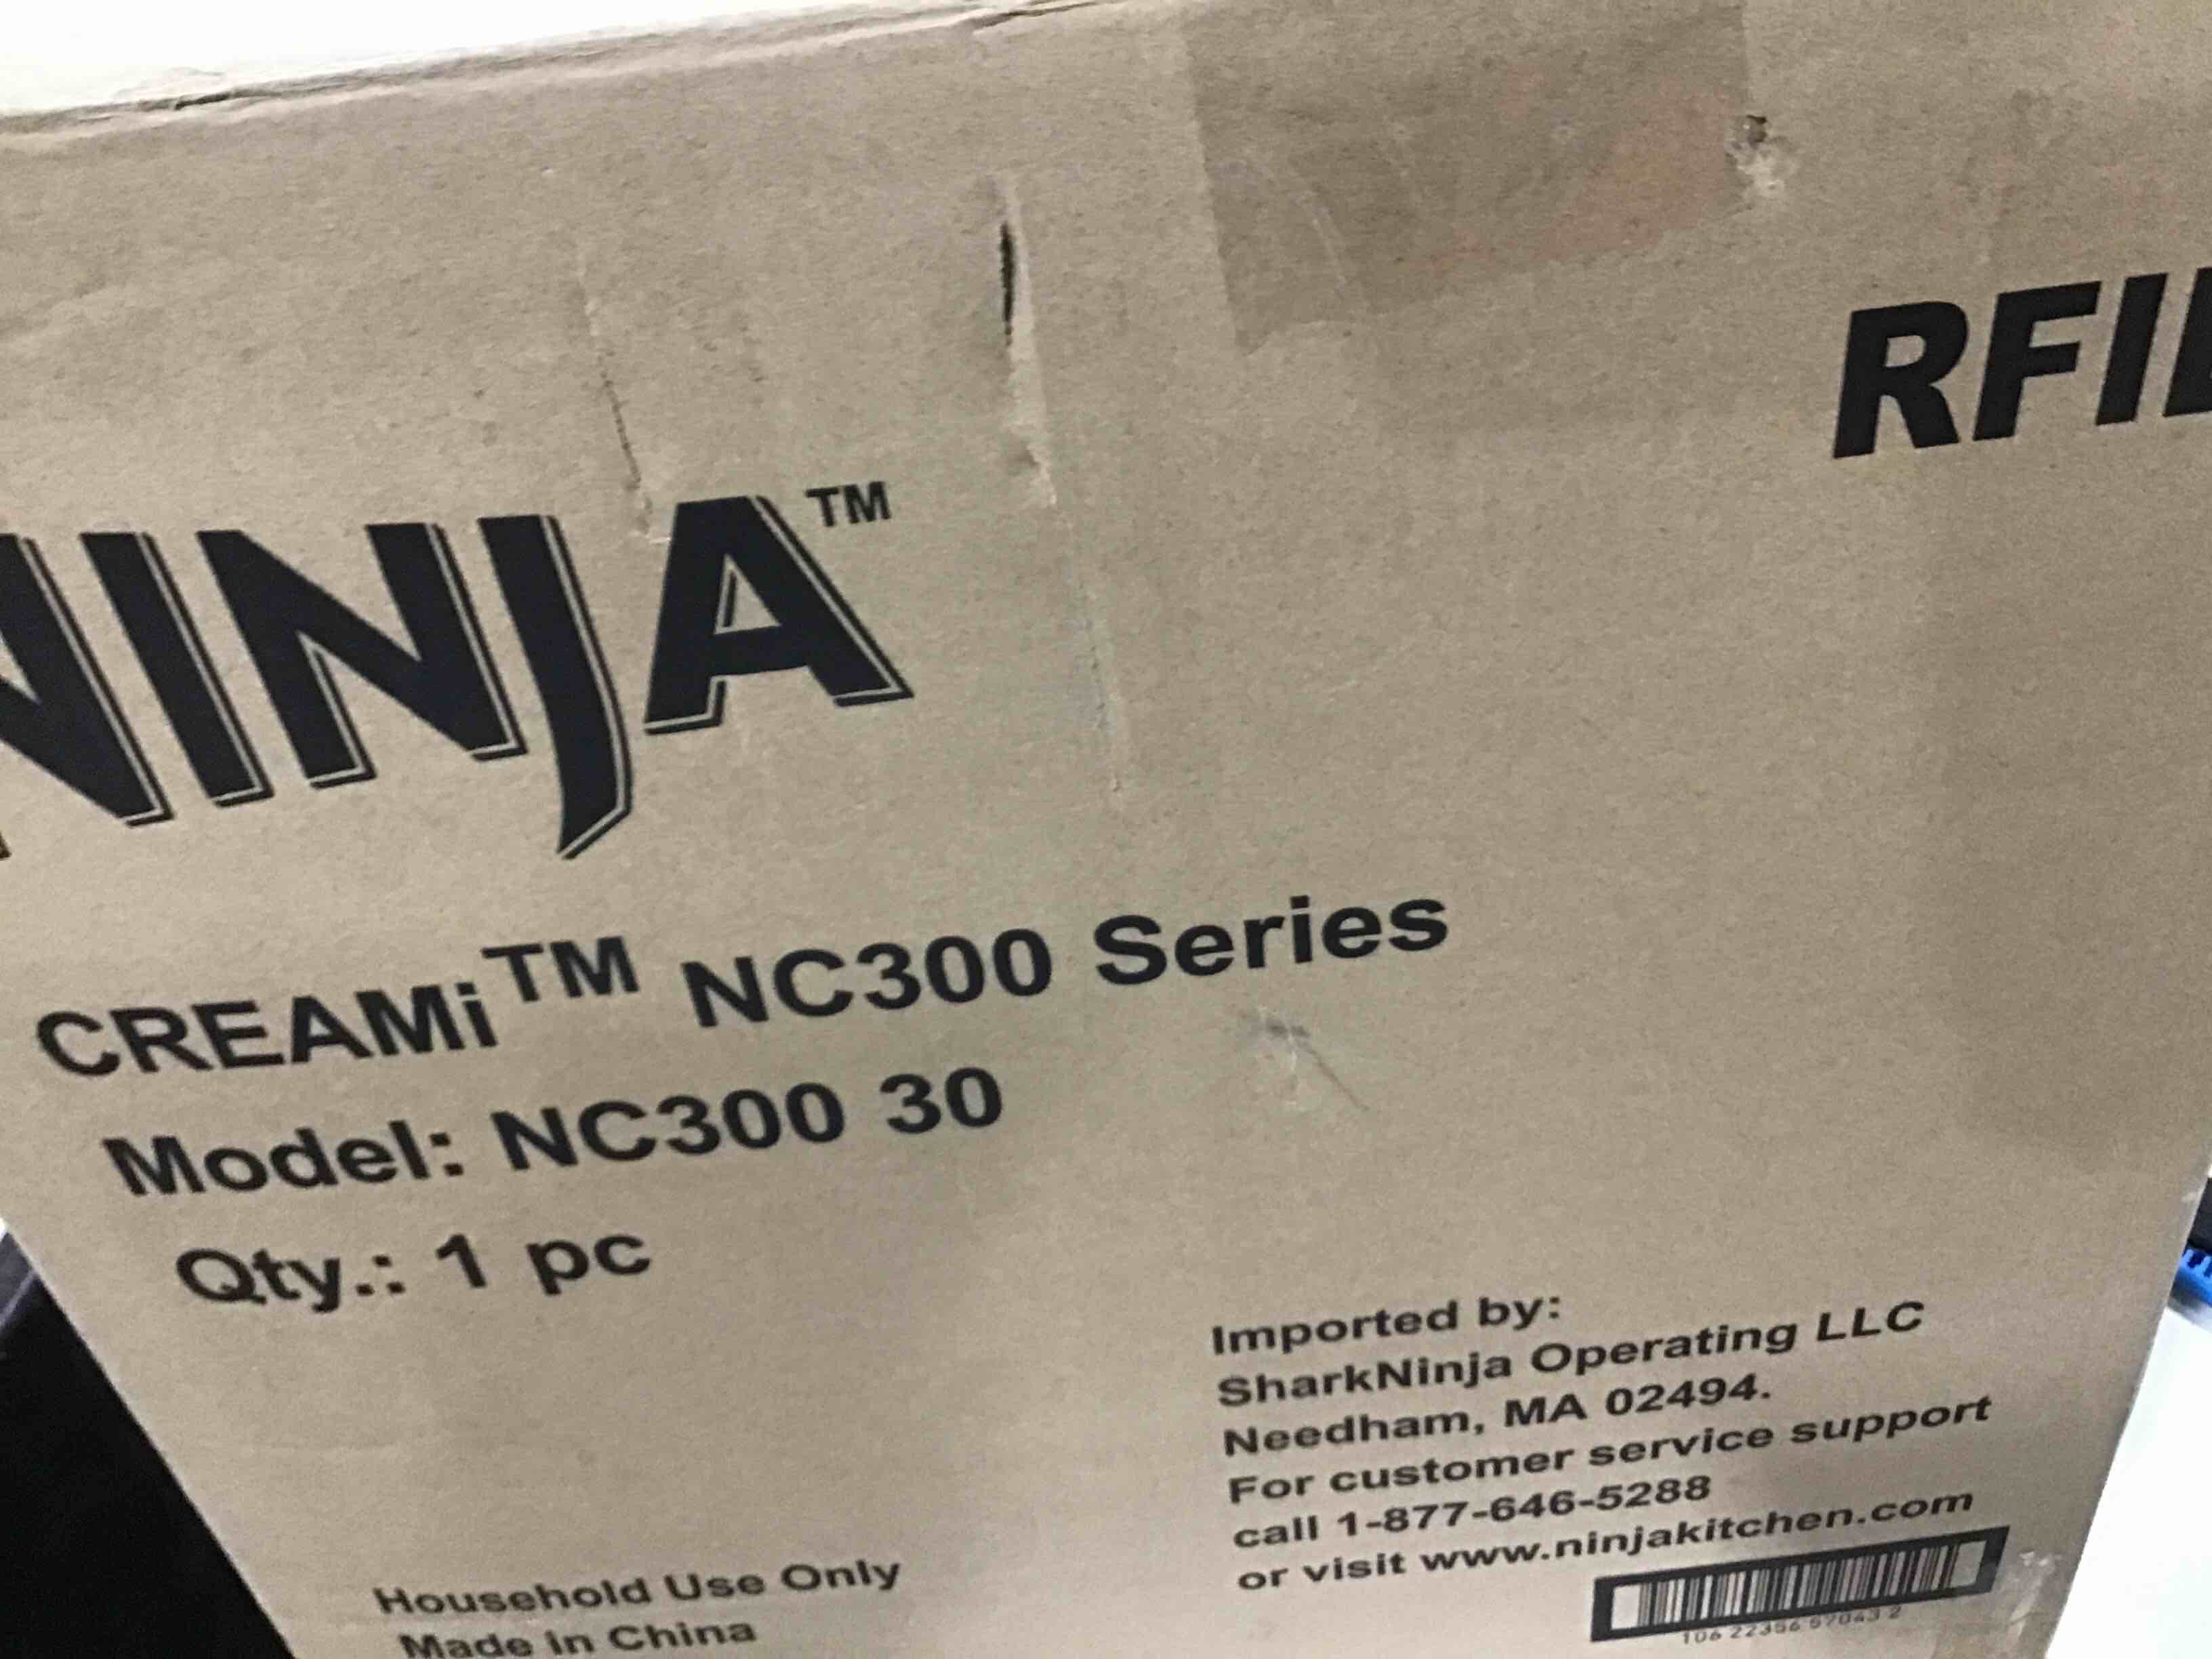 NINJA™
RFID
CREAMi™ NC300 Series
Model: NC300 30
Qty.: 1 pc
Imported by:
SharkNinja Operating LLC
Needham, MA 02494.
For customer service support
call 1-877-646-5288
or visit www.ninjakitchen.com
Household Use Only
Made in China